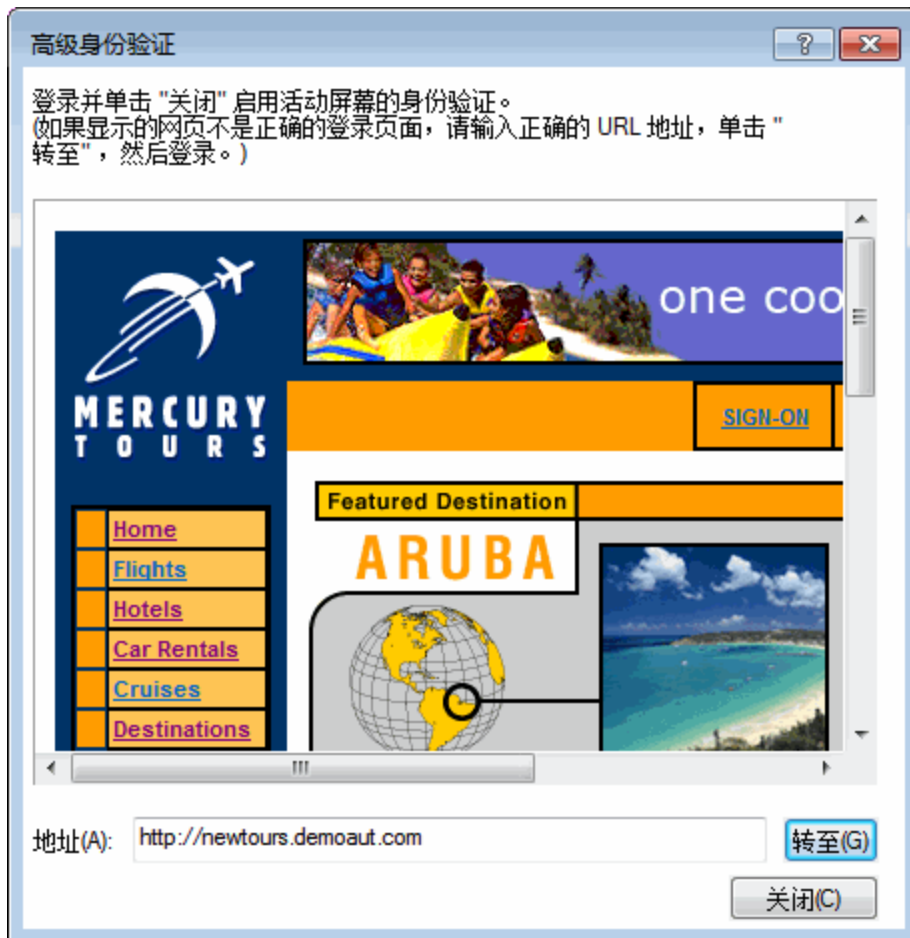 高级身份验证
登录并单击 "关闭" 启用活动屏幕的身份验证。
(如果显示的网页不是正确的登录页面，请输入正确的 URL 地址，单击 "
转至"，然后登录。)
one coo
MERCURY
TOURS
SIGN-ON
Featured Destination
ARUBA
Home
Flights
Hotels
Car Rentals
Cruises
Destinations
地址(A): http://newtours.demoaut.com 转至(G)
关闭(C)